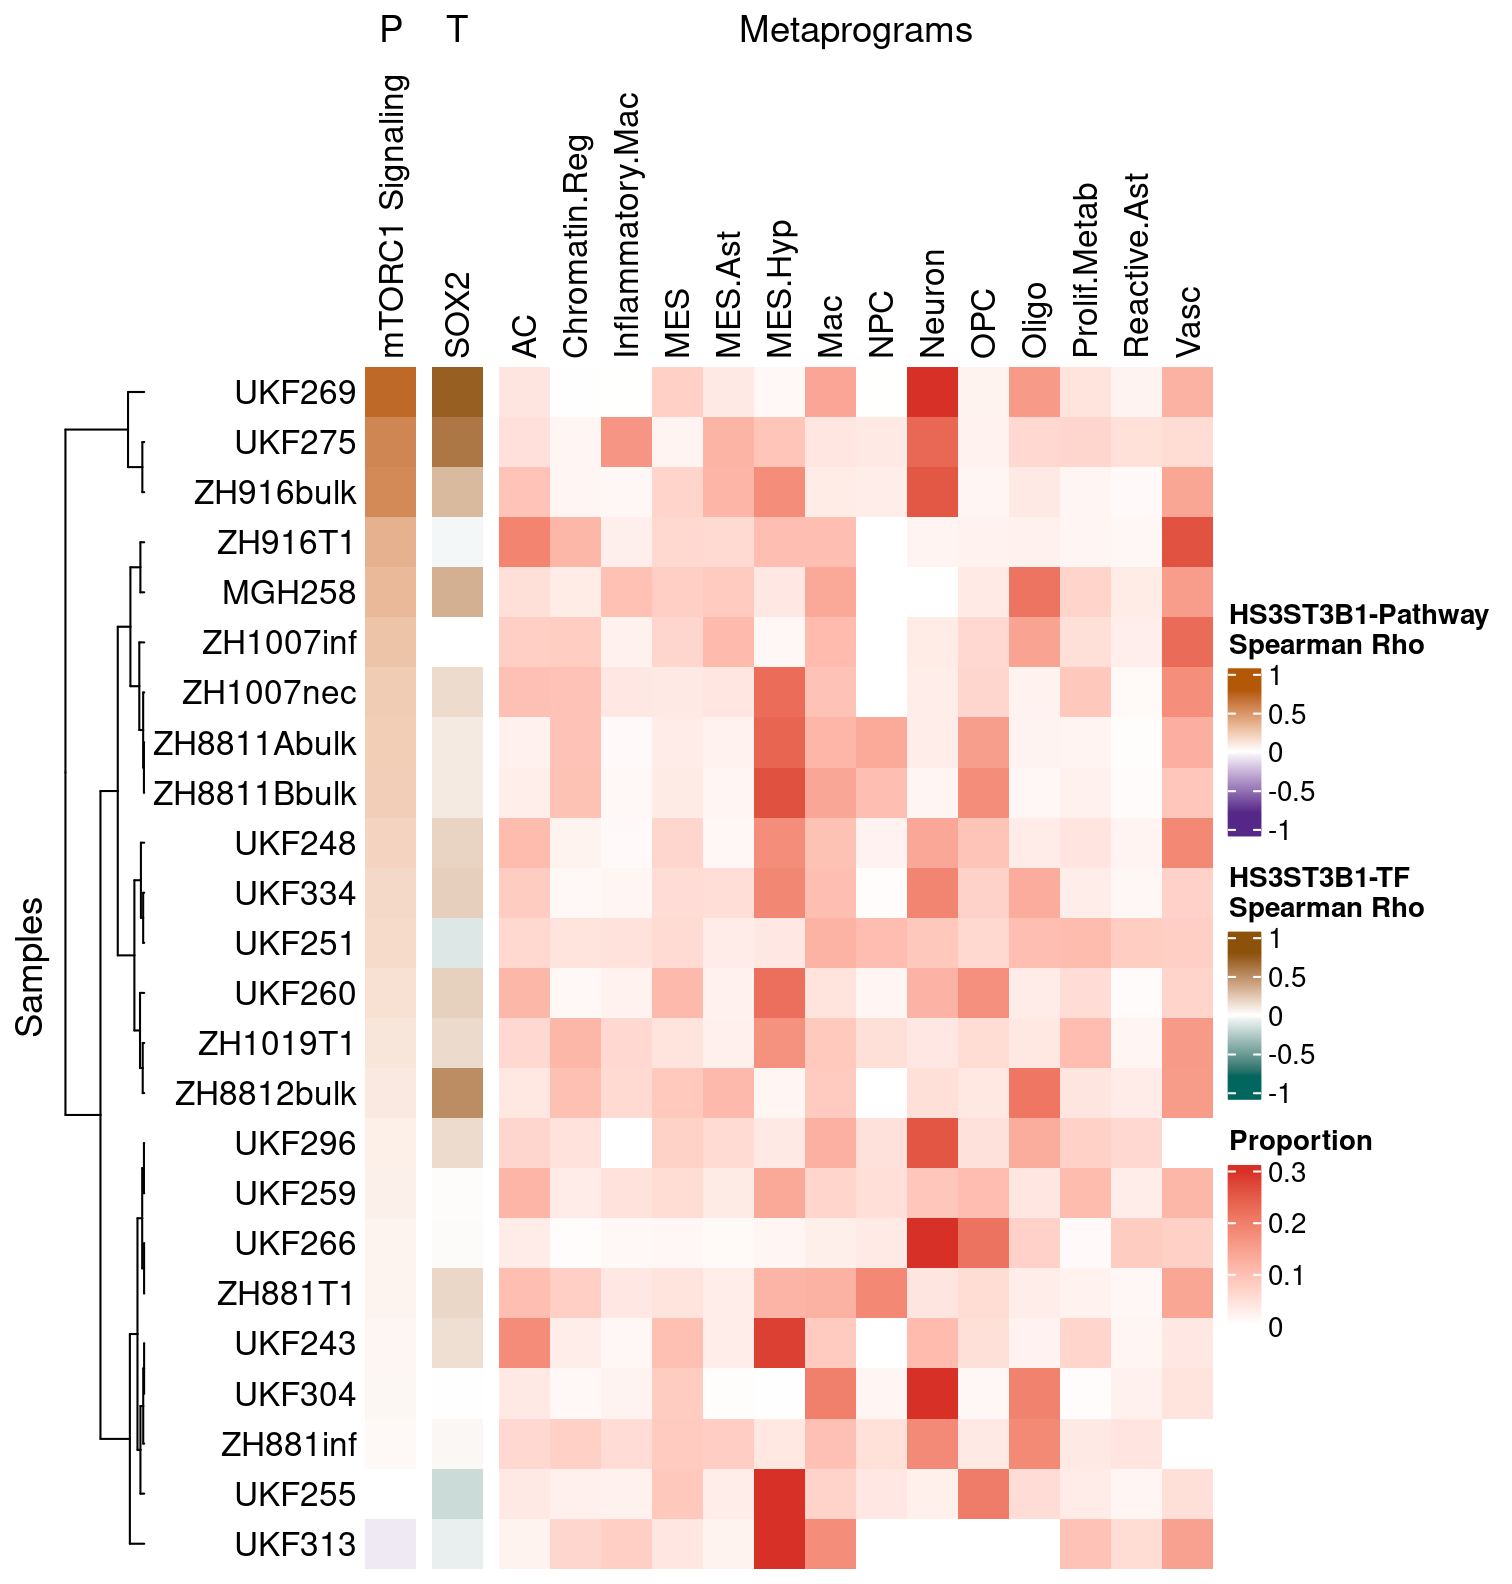 P T Metaprograms
mTORC1 Signaling
SOX2
AC
Chromatin.Reg
Inflammatory.Mac
MES
MES.Ast
MES.Hyp
Mac
NPC
Neuron
OPC
Oligo
Prolif.Metab
Reactive.Ast
Vasc
Samples
UKF269
UKF275
ZH916bulk
ZH916T1
MGH258
ZH1007inf
ZH1007nec
ZH8811Abulk
ZH8811Bbulk
UKF248
UKF334
UKF251
UKF260
ZH1019T1
ZH8812bulk
UKF296
UKF259
UKF266
ZH881T1
UKF243
UKF304
ZH881inf
UKF255
UKF313
HS3ST3B1-Pathway
Spearman Rho
1
0.5
0
-0.5
-1
HS3ST3B1-TF
Spearman Rho
1
0.5
0
-0.5
-1
Proportion
0.3
0.2
0.1
0